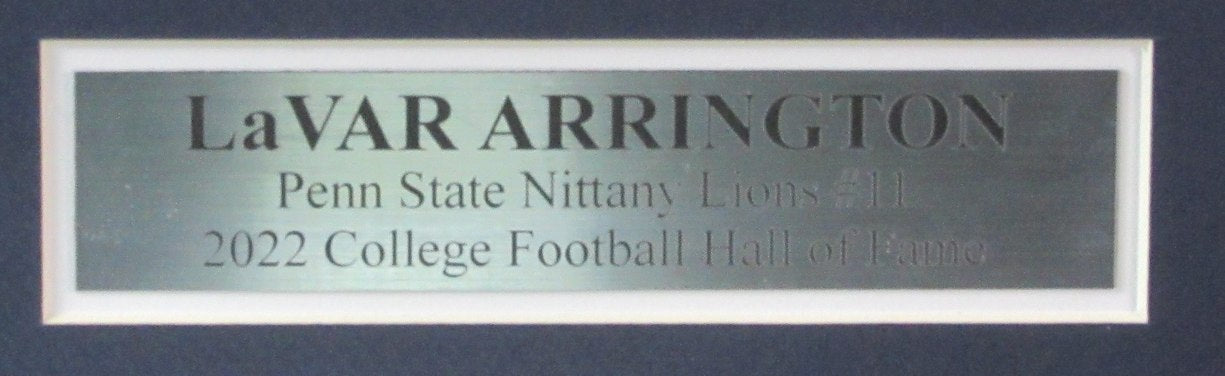 LaVAR ARRINGTON
Penn State Nittany Lions #11
2022 College Football Hall of Fame